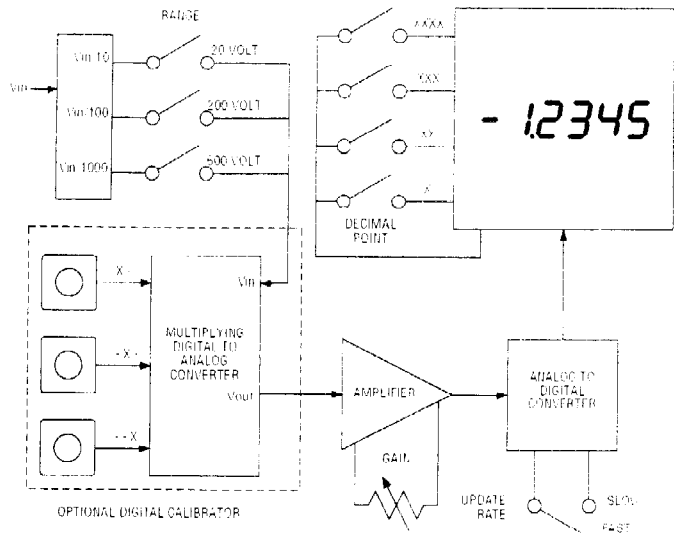 RANGE
Vin
Vin 10
20 VOLT
Vin/100
200 VOLT
Vin 1000
500 VOLT
XXXX
XXX
XX
X
DECIMAL
POINT
- 1.2345
X -
- X -
- - X
Vin
MULTIPLYING
DIGITAL TO
ANALOG
CONVERTER
Vout
OPTIONAL DIGITAL CALIBRATOR
AMPLIFIER
GAIN
ANALOG TO
DIGITAL
CONVERTER
UPDATE
RATE
SLOW
FAST